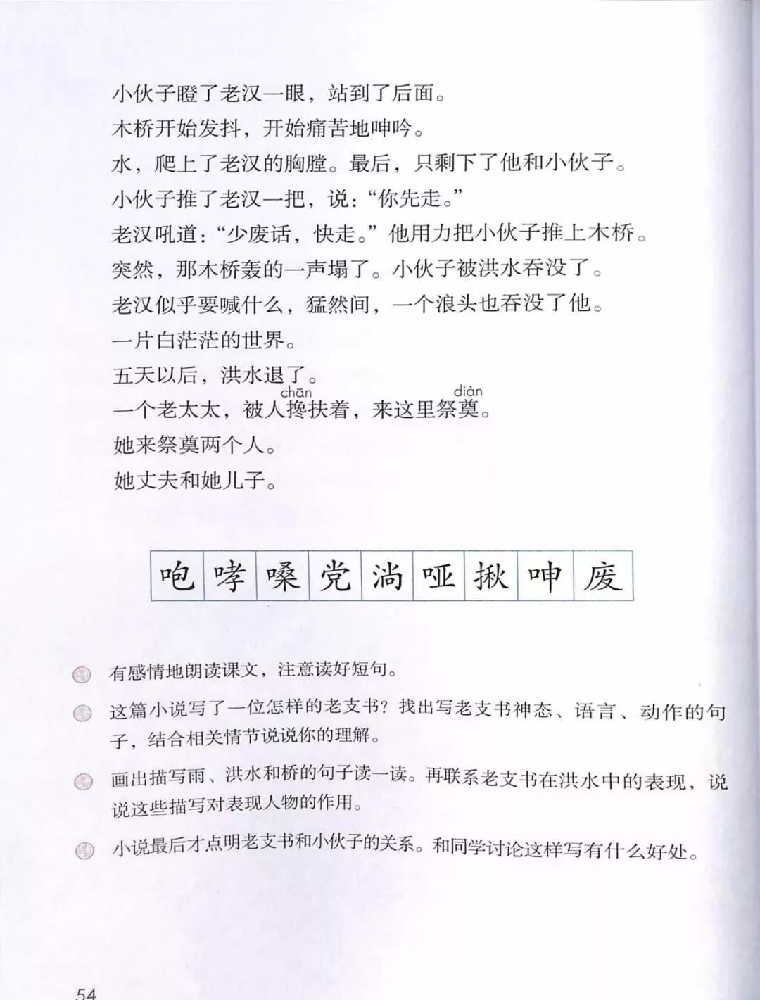 小伙子瞪了老汉一眼，站到了后面。
木桥开始发抖，开始痛苦地呻吟。
水，爬上了老汉的胸膛。最后，只剩下了他和小伙子。
小伙子推了老汉一把，说：“你先走。”
老汉吼道：“少废话，快走。”他用力把小伙子推上木桥。
突然，那木桥轰的一声塌了。小伙子被洪水吞没了。
老汉似乎要喊什么，猛然间，一个浪头也吞没了他。
一片白茫茫的世界。
五天以后，洪水退了。
chān diàn
一个老太太，被人搀扶着，来这里祭奠。
她来祭奠两个人。
她丈夫和她儿子。
咆哮嗓党淌哑揪呻废
有感情地朗读课文，注意读好短句。
这篇小说写了一位怎样的老支书？找出写老支书神态、语言、动作的句
子，结合相关情节说说你的理解。
画出描写雨、洪水和桥的句子读一读。再联系老支书在洪水中的表现，说
说这些描写对表现人物的作用。
小说最后才点明老支书和小伙子的关系。和同学讨论这样写有什么好处。
54